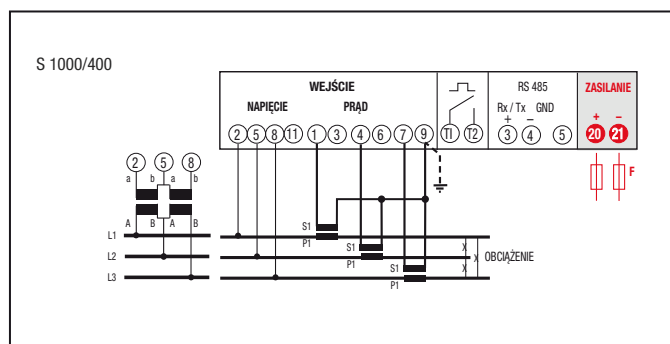 S 1000/400
WEJŚCIE
NAPIĘCIE PRĄD
RS 485
Rx / Tx GND
+ −
ZASILANIE
+ −
2 5 8 11 1 3 4 6 7 9 T1 T2 3 4 5 20 21
F
2 5 8
a b a b
A B A B
L1
L2
L3
S1
P1
S1
P1
S1
P1
X X
X
OBCIĄŻENIE